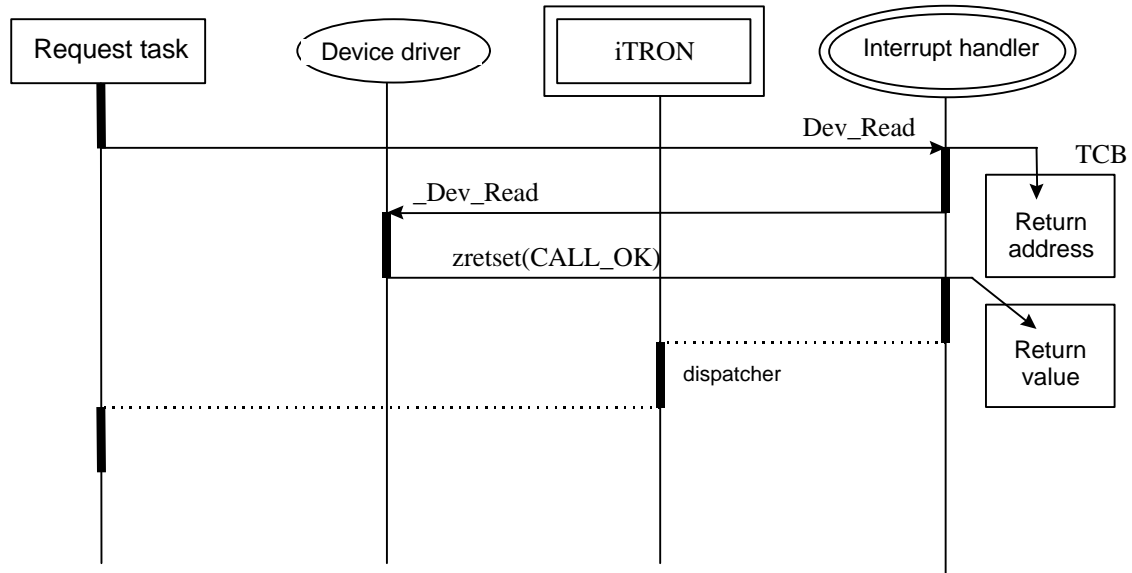 Request task
Device driver
iTRON
Interrupt handler
Dev_Read
TCB
_Dev_Read
Return
address
zretset(CALL_OK)
Return
value
dispatcher